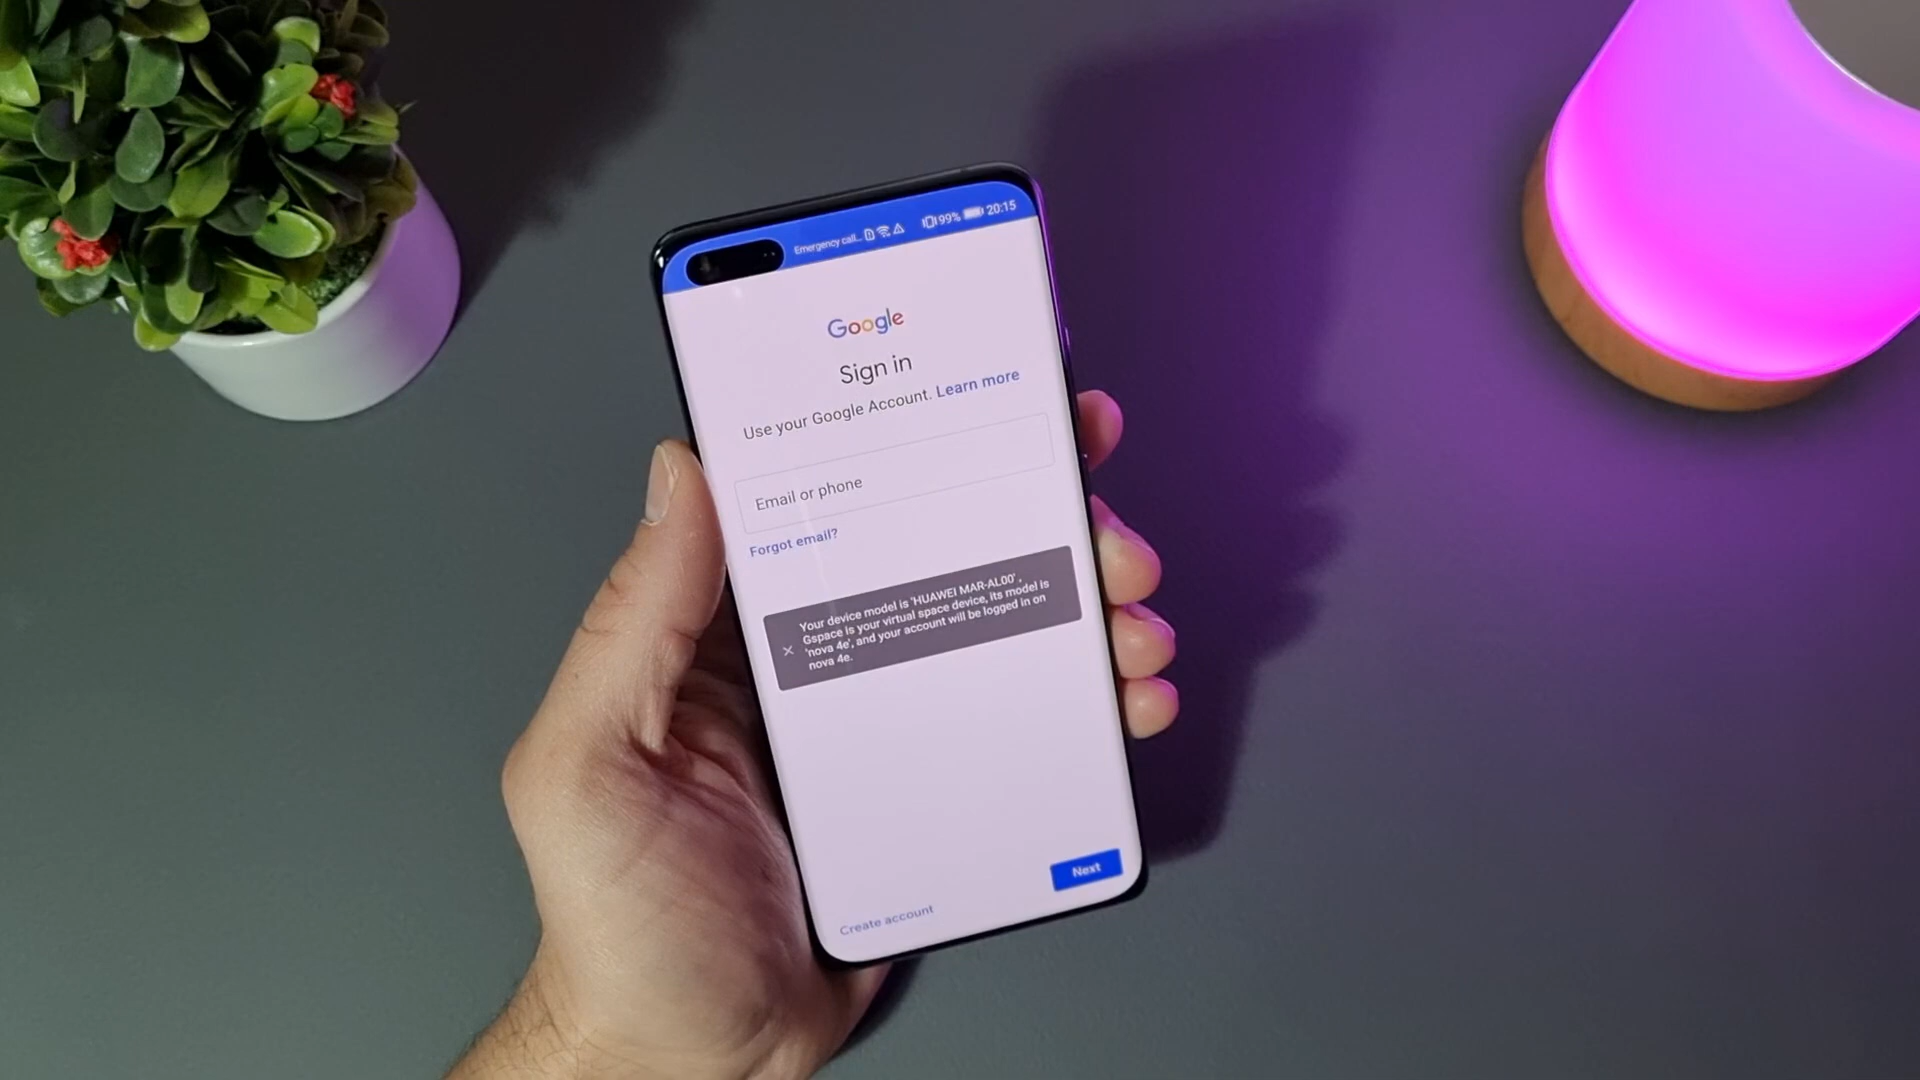 Emergency call... 99% 20:15
Google
Sign in
Use your Google Account. Learn more
Email or phone
Forgot email?
Your device model is 'HUAWEI MAR-AL00' ,
Gspace is your virtual space device, its model is
'nova 4e', and your account will be logged in on
nova 4e.
Next
Create account